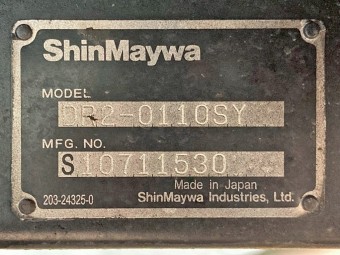 ShinMaywa
MODEL
DR2-0110SY
MFG. NO.
S10711530
Made in Japan
203-24325-0
ShinMaywa Industries, Ltd.